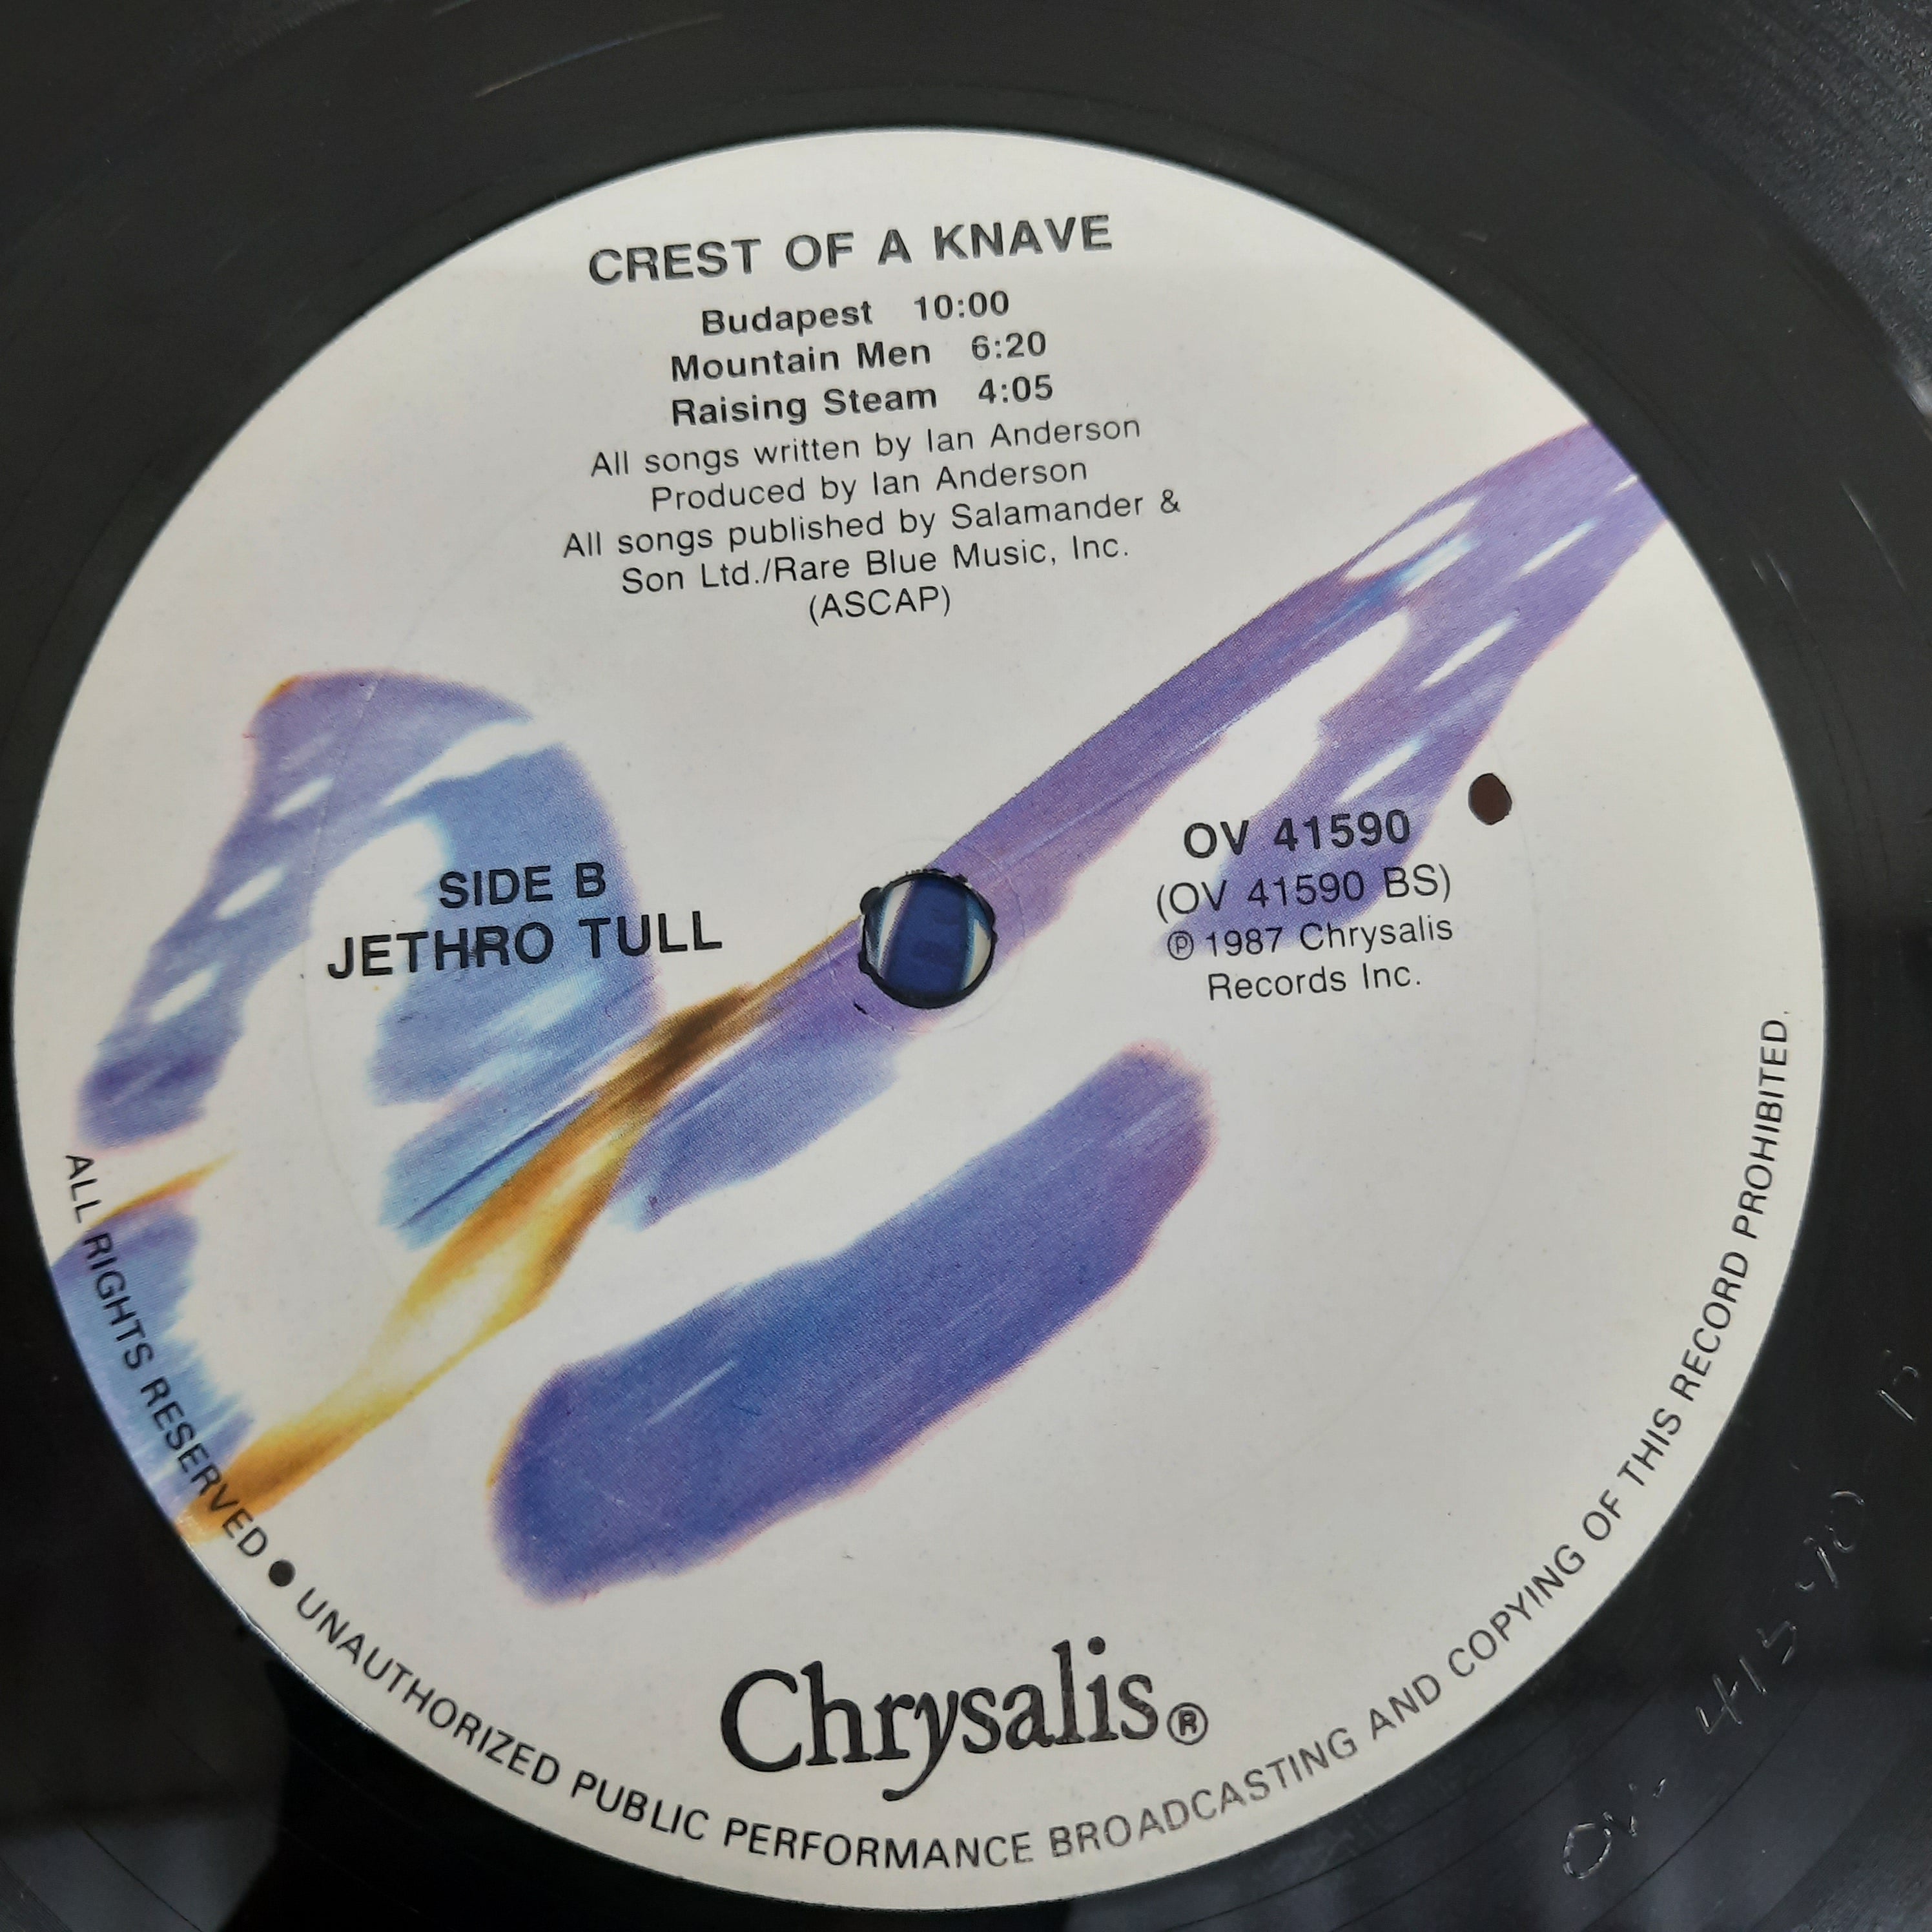 CREST OF A KNAVE
Budapest 10:00
Mountain Men 6:20
Raising Steam 4:05
All songs written by Ian Anderson
Produced by Ian Anderson
All songs published by Salamander &
Son Ltd./Rare Blue Music, Inc.
(ASCAP)
SIDE B
JETHRO TULL
OV 41590
(OV 41590 BS)
℗ 1987 Chrysalis
Records Inc.
Chrysalis®
ALL RIGHTS RESERVED ● UNAUTHORIZED PUBLIC PERFORMANCE BROADCASTING AND COPYING OF THIS RECORD PROHIBITED.